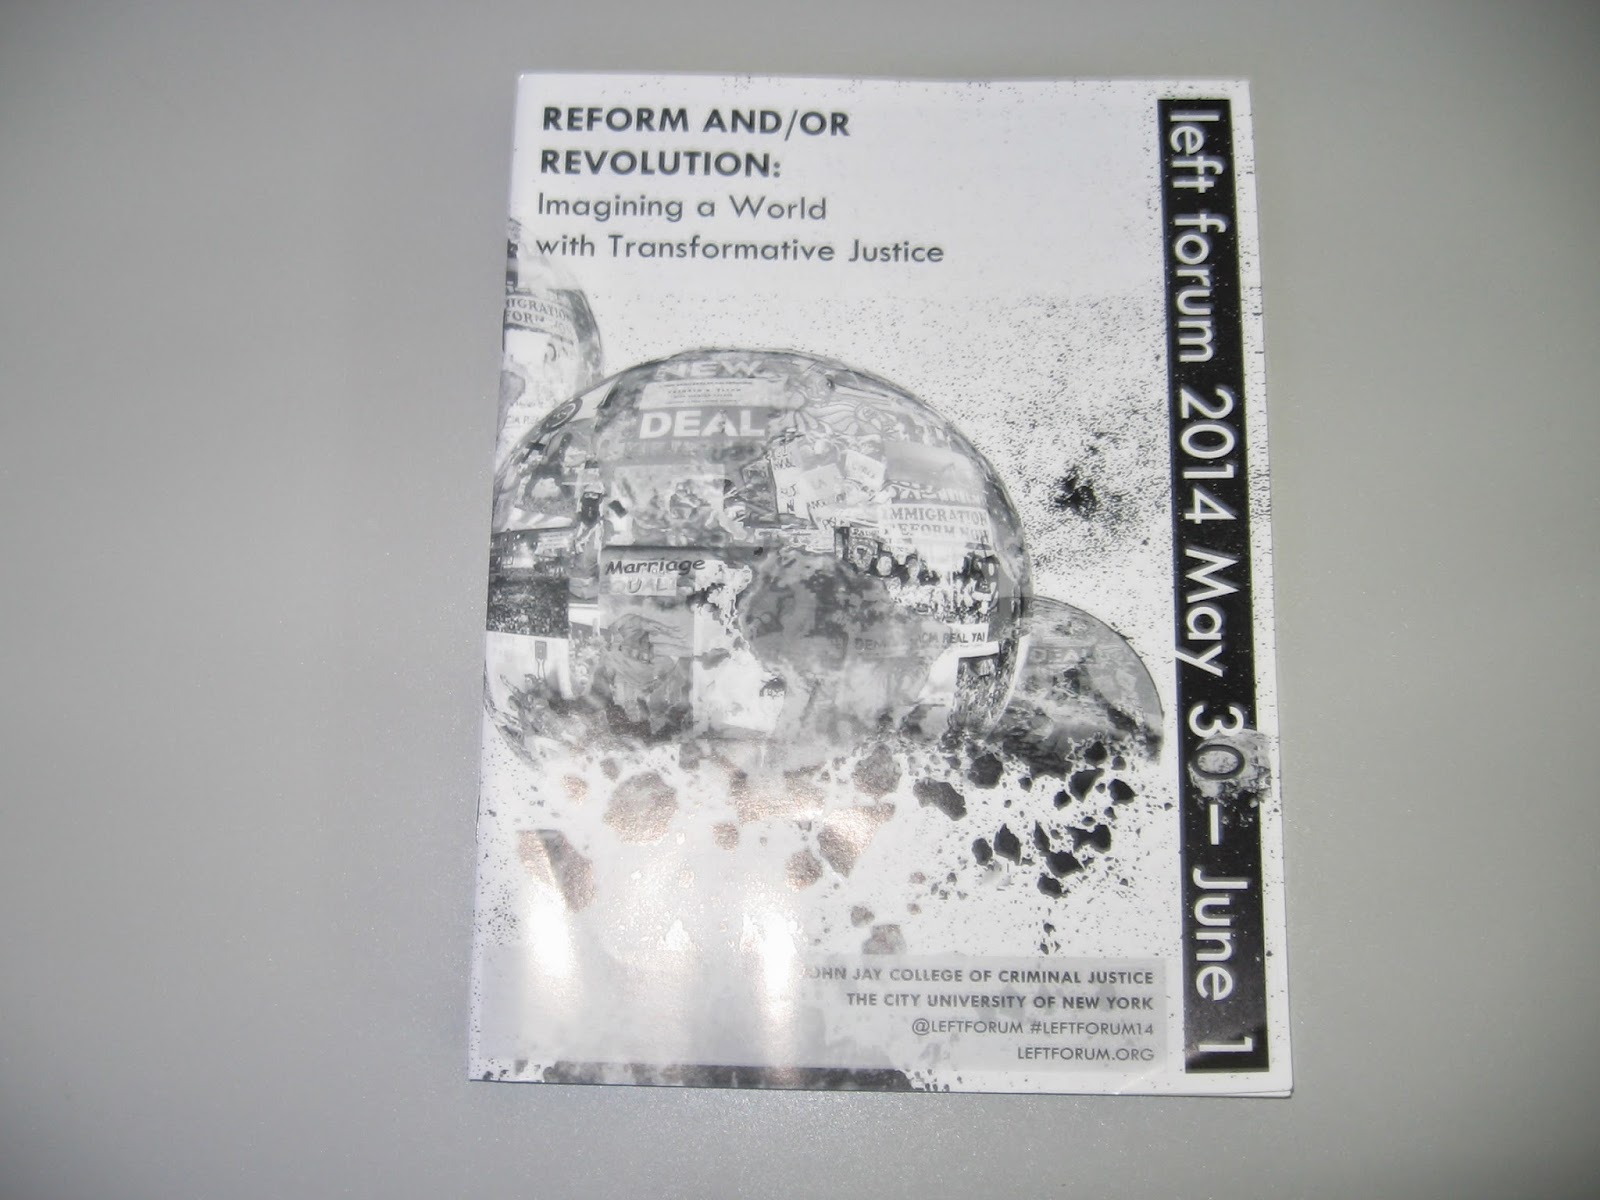 REFORM AND/OR
REVOLUTION:
Imagining a World
with Transformative Justice
left forum 2014 May 30 – June 1
NEW
DEAL
IMMIGRATION
REFORM NOW
Marriage
REAL
DEAL
JOHN JAY COLLEGE OF CRIMINAL JUSTICE
THE CITY UNIVERSITY OF NEW YORK
@LEFTFORUM #LEFTFORUM14
LEFTFORUM.ORG